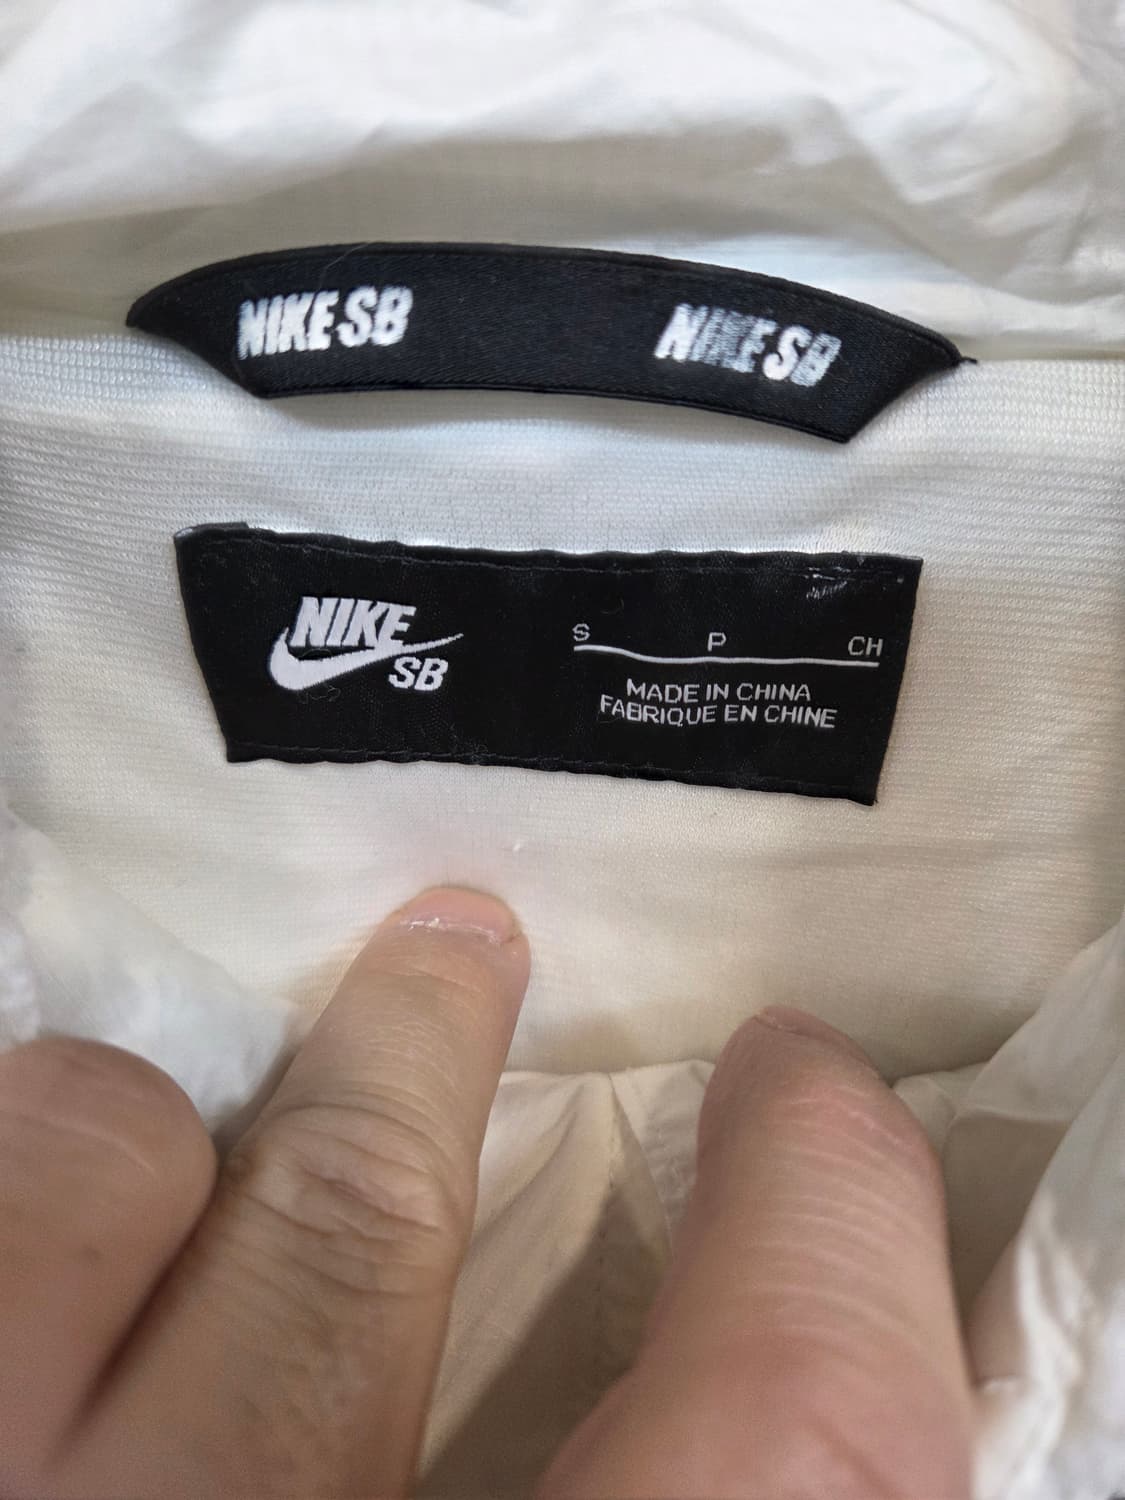 NIKE SB NIKE SB
NIKE
SB
S P CH
MADE IN CHINA
FABRIQUE EN CHINE